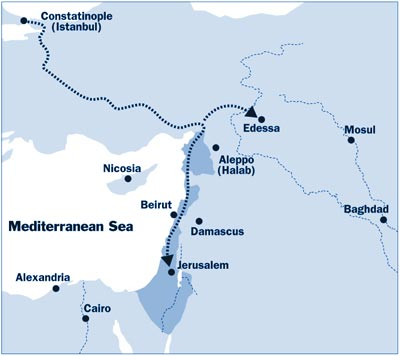 Constatinople
(Istanbul)
Edessa
Mosul
Aleppo
(Halab)
Nicosia
Beirut
Baghdad
Mediterranean Sea
Damascus
Jerusalem
Alexandria
Cairo